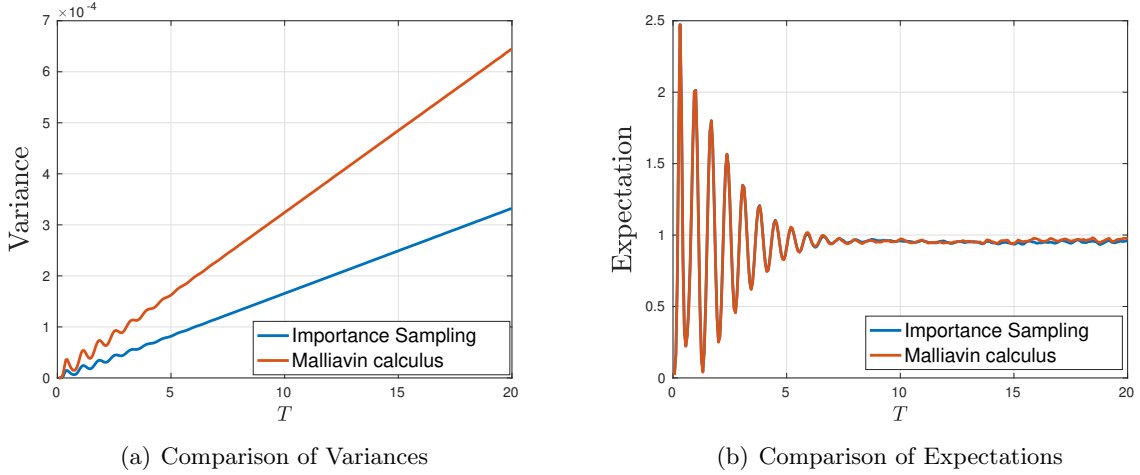 ×10 -4
7
6
5
4
3
2
1
0
Variance
0 5 10 15 20
T
Importance Sampling
Malliavin calculus
(a) Comparison of Variances
2.5
2
1.5
1
0.5
0
Expectation
0 5 10 15 20
T
Importance Sampling
Malliavin calculus
(b) Comparison of Expectations